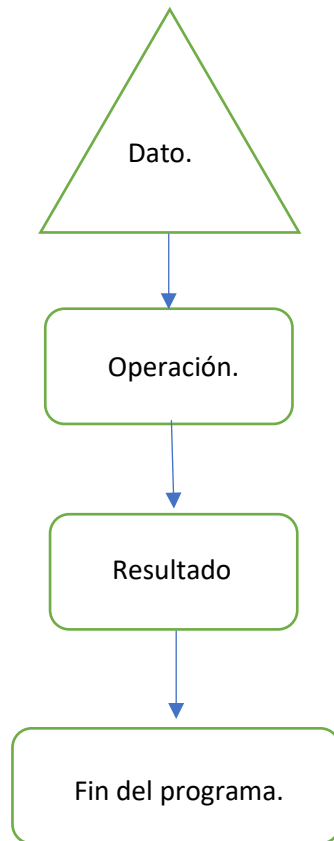 Dato.
Operación.
Resultado
Fin del programa.